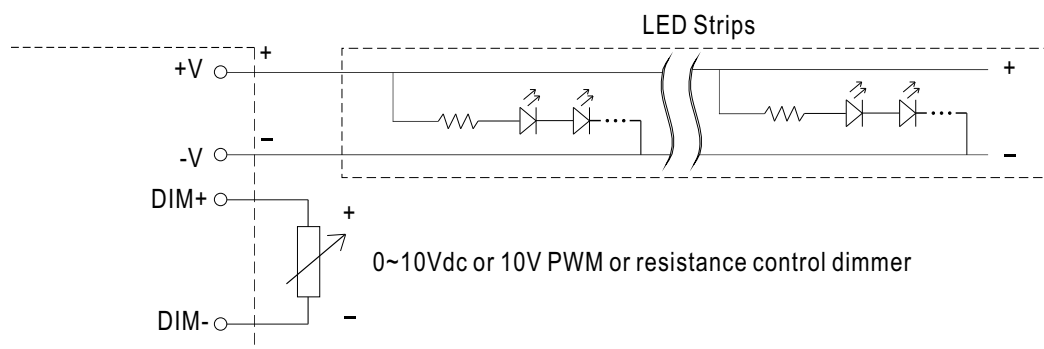 LED Strips
+
+V
+
−
-V
−
DIM+
+
0~10Vdc or 10V PWM or resistance control dimmer
DIM-
−